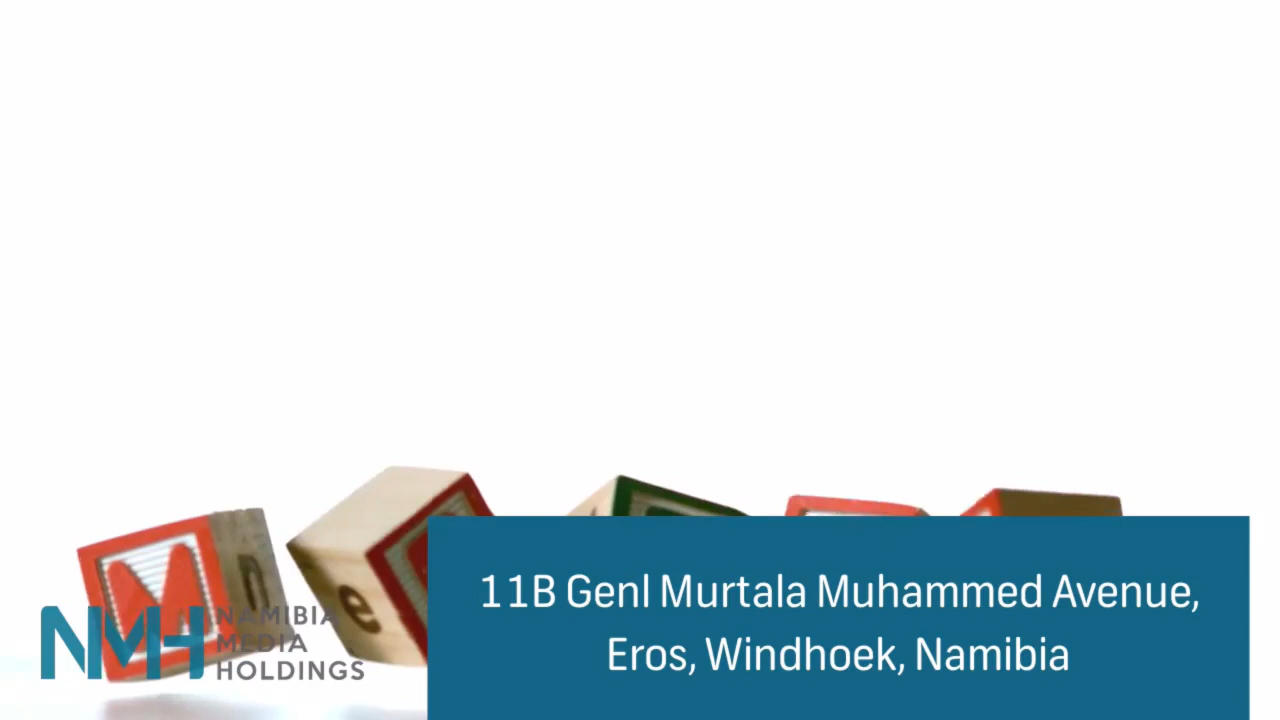 M
n
e
NMH
NAMIBIA
MEDIA
HOLDINGS
11B Genl Murtala Muhammed Avenue,
Eros, Windhoek, Namibia